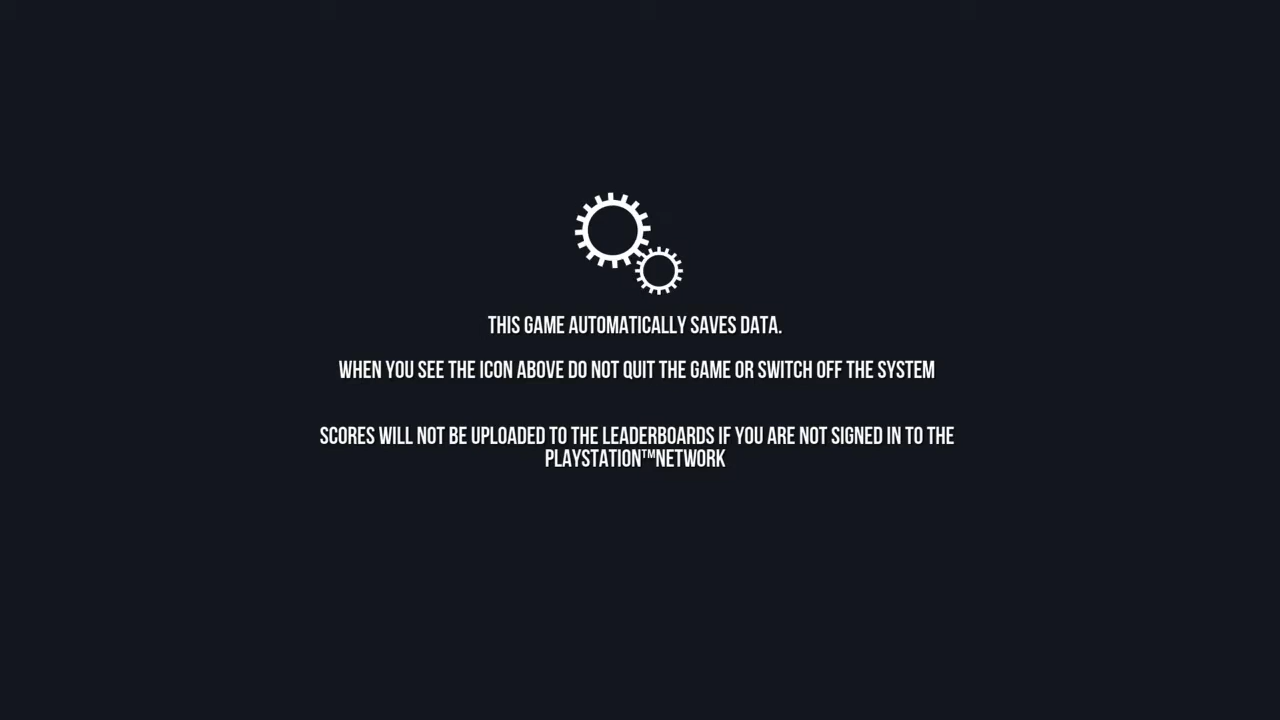 THIS GAME AUTOMATICALLY SAVES DATA.
WHEN YOU SEE THE ICON ABOVE DO NOT QUIT THE GAME OR SWITCH OFF THE SYSTEM
SCORES WILL NOT BE UPLOADED TO THE LEADERBOARDS IF YOU ARE NOT SIGNED IN TO THE
PLAYSTATION™NETWORK